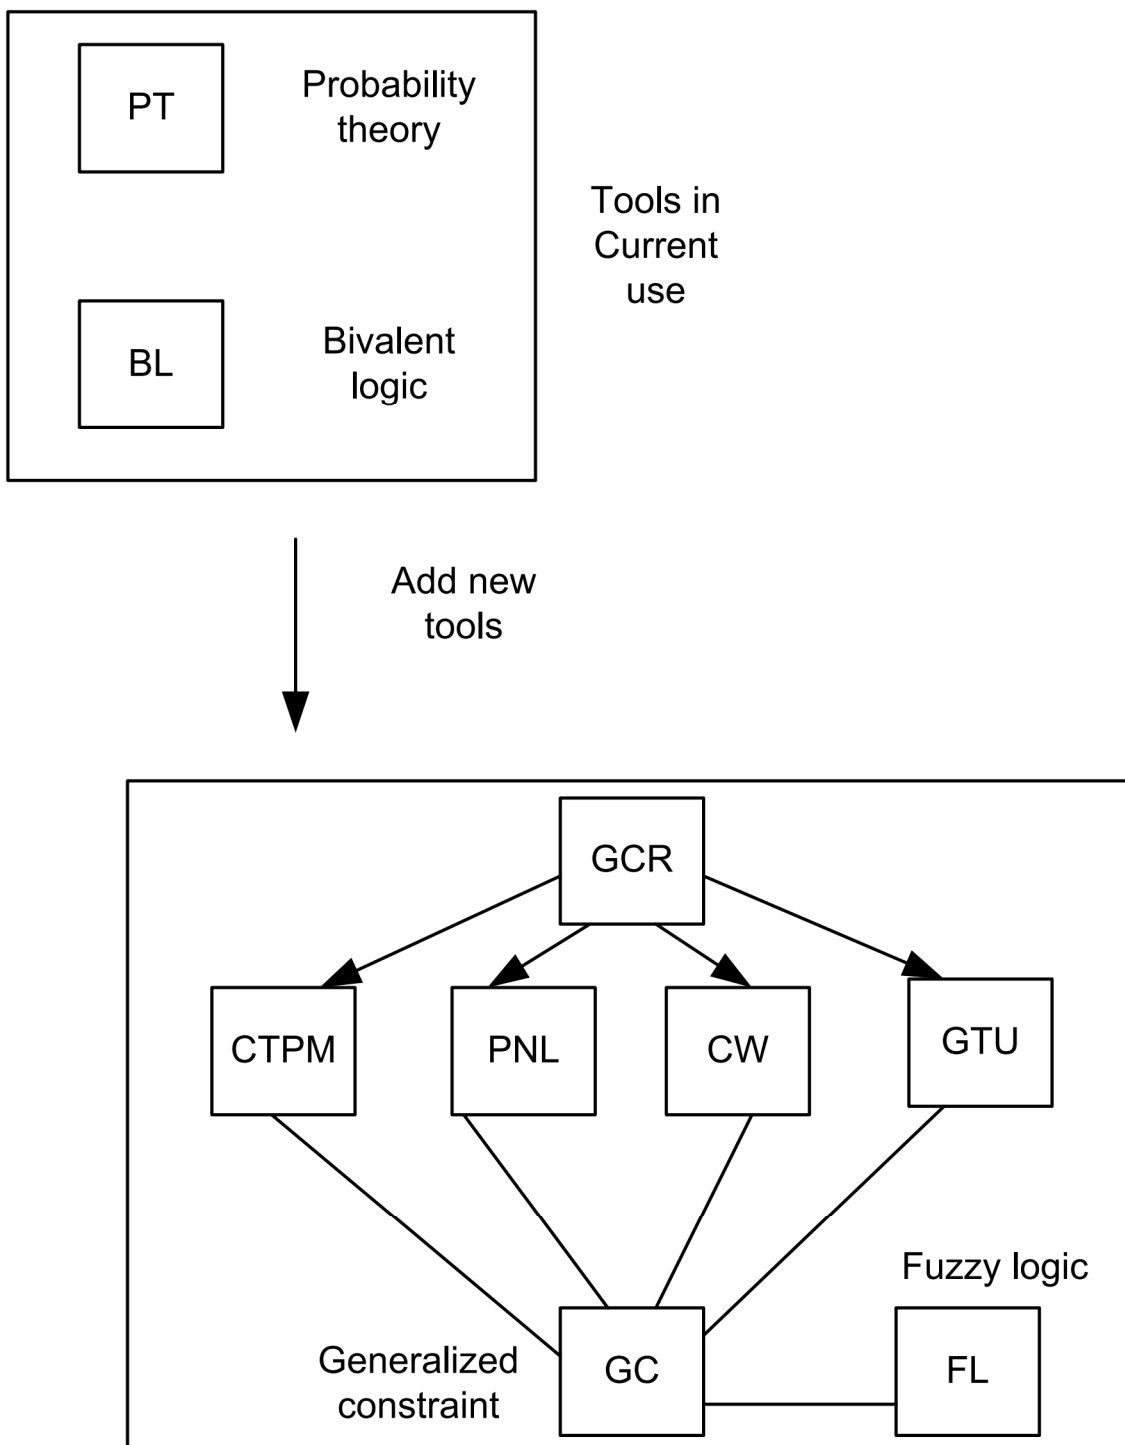 PT
Probability
theory
Tools in
Current
use
BL
Bivalent
logic
Add new
tools
GCR
CTPM
PNL
CW
GTU
Fuzzy logic
Generalized
constraint
GC
FL